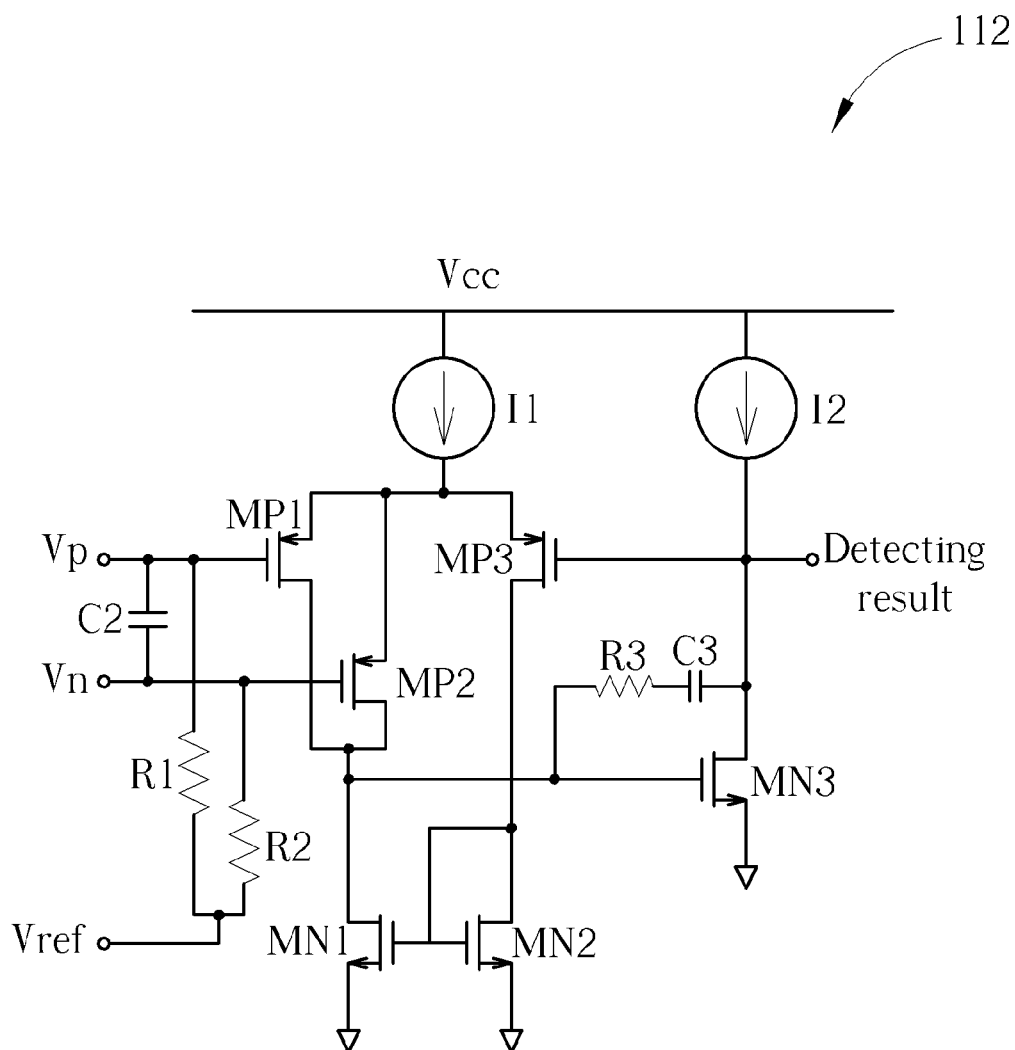 112
Vcc
I1
I2
MP1
Vp
MP3
Detecting
result
C2
R3
C3
Vn
MP2
R1
MN3
R2
Vref
MN1
MN2